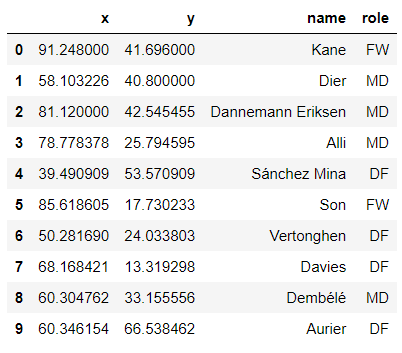 x y name role
0 91.248000 41.696000 Kane FW
1 58.103226 40.800000 Dier MD
2 81.120000 42.545455 Dannemann Eriksen MD
3 78.778378 25.794595 Alli MD
4 39.490909 53.570909 Sánchez Mina DF
5 85.618605 17.730233 Son FW
6 50.281690 24.033803 Vertonghen DF
7 68.168421 13.319298 Davies DF
8 60.304762 33.155556 Dembélé MD
9 60.346154 66.538462 Aurier DF